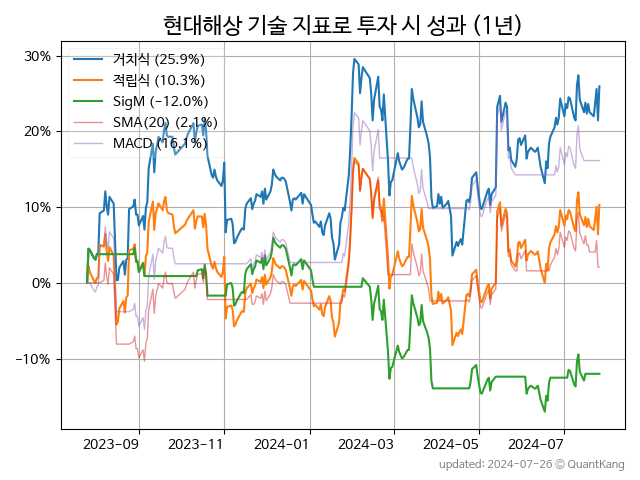 현대해상 기술 지표로 투자 시 성과 (1년)
거치식 (25.9%)
적립식 (10.3%)
SigM (−12.0%)
SMA(20) (2.1%)
MACD (16.1%)
30%
20%
10%
0%
−10%
2023−09
2023−11
2024−01
2024−03
2024−05
2024−07
updated: 2024−07−26 © QuantKang